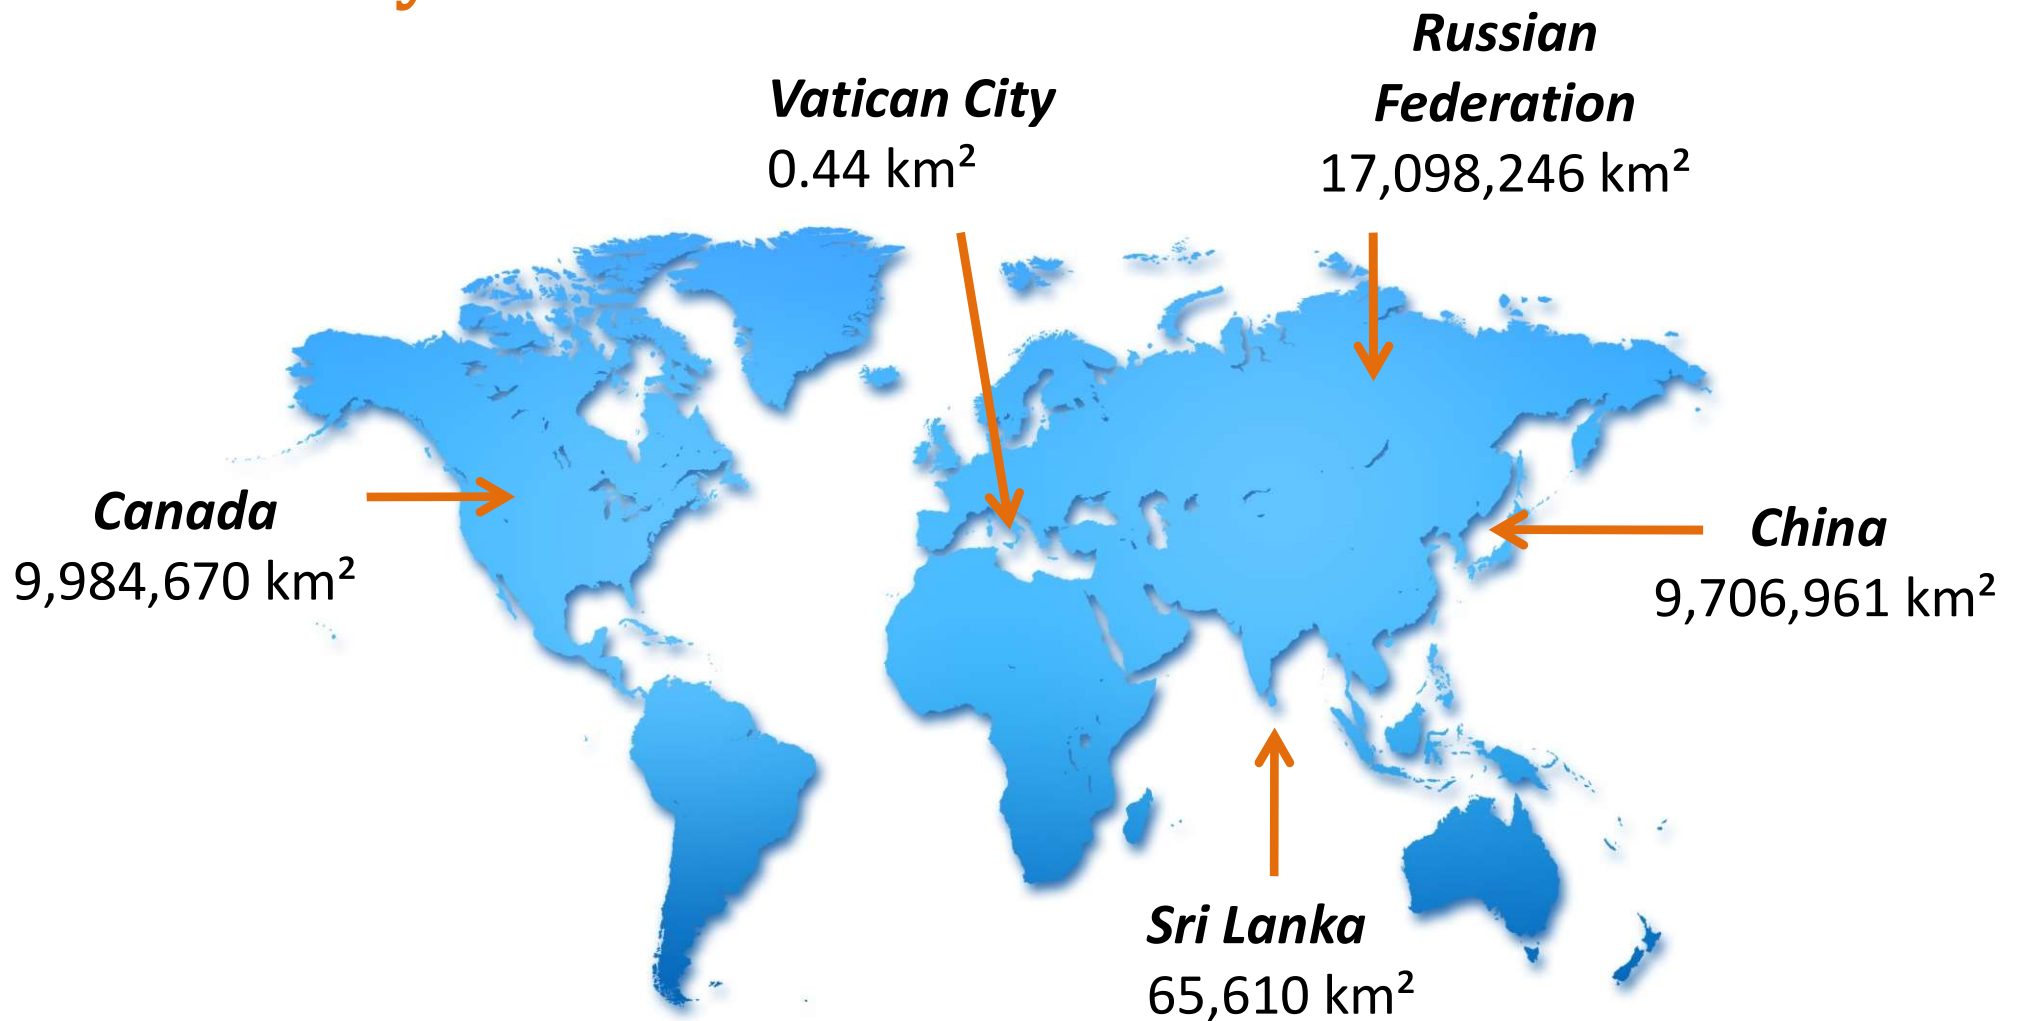 Russian
Federation
17,098,246 km²
Vatican City
0.44 km²
Canada
9,984,670 km²
China
9,706,961 km²
Sri Lanka
65,610 km²